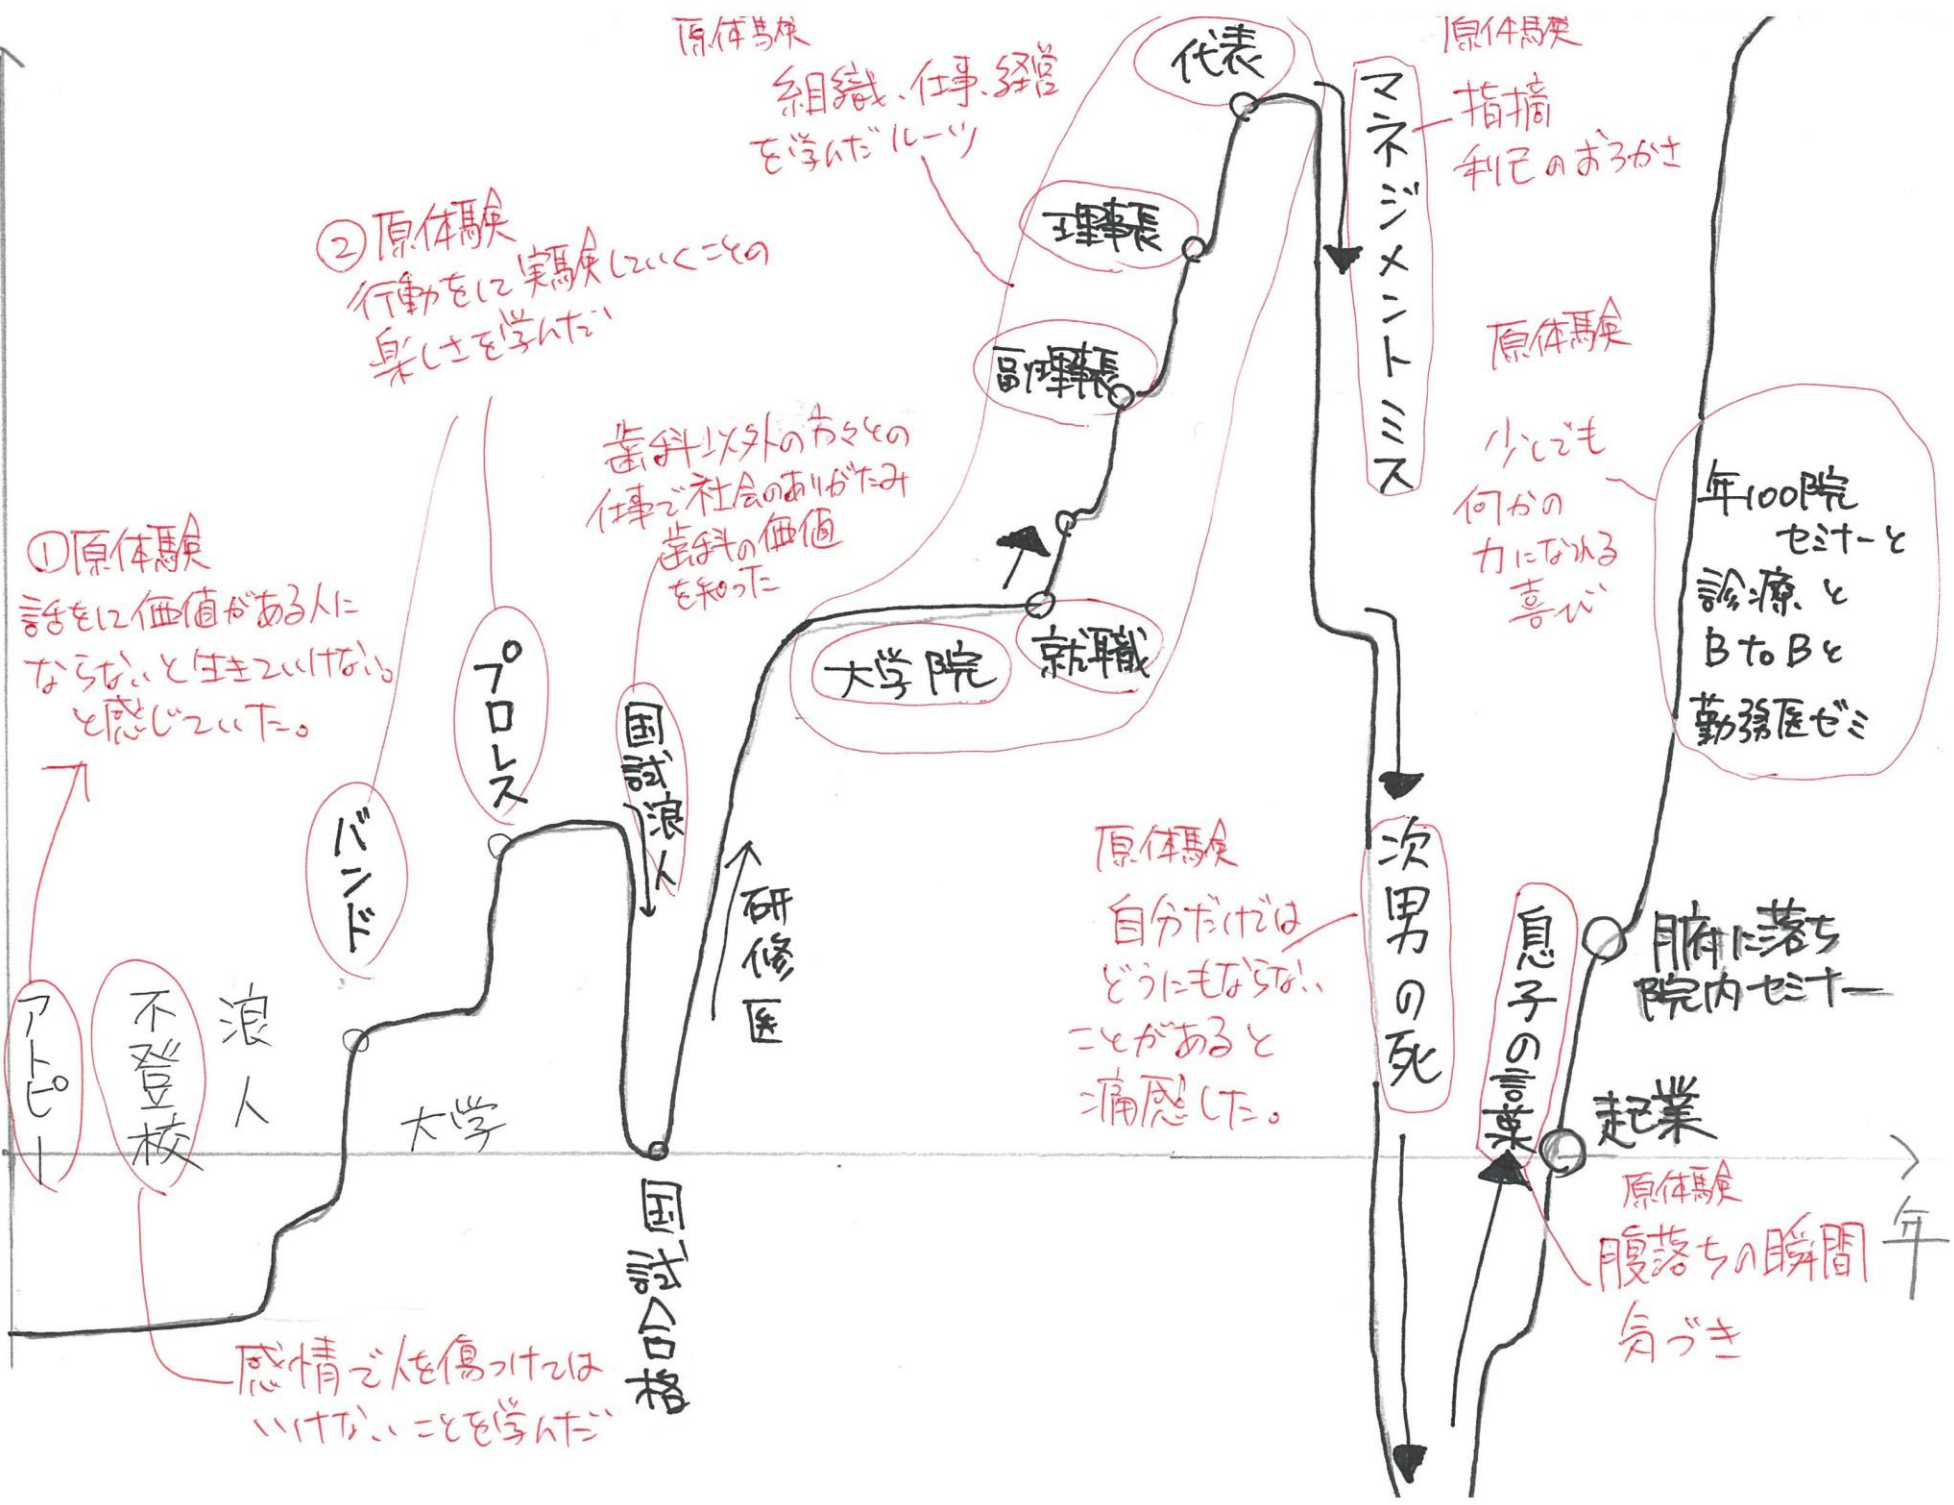 原体験
組織、仕事、経営
を学んだルーツ
代表
原体験
指摘
利己のおろかさ
マネジメントミス
②原体験
行動をして実験していくことの
楽しさを学んだ
理事長
副理事長
原体験
少しでも
何かの
力になれる
喜び
歯科以外の方々との
仕事で社会のありがたみ
歯科の価値
を知った
年100院
セミナーと
診療と
BtoBと
勤務医ゼミ
①原体験
話をして価値がある人に
ならないと生きていけない。
と感じていた。
プロレス
国試浪人
大学院
就職
バンド
研修医
原体験
自分だけでは
どうにもならない
ことがあると
痛感した。
次男の死
息子の言葉
腑に落ち
院内セミナー
アトピー
不登校
浪人
大学
起業
国試合格
原体験
腹落ちの瞬間
気づき
年
感情で人を傷つけては
いけないことを学んだ